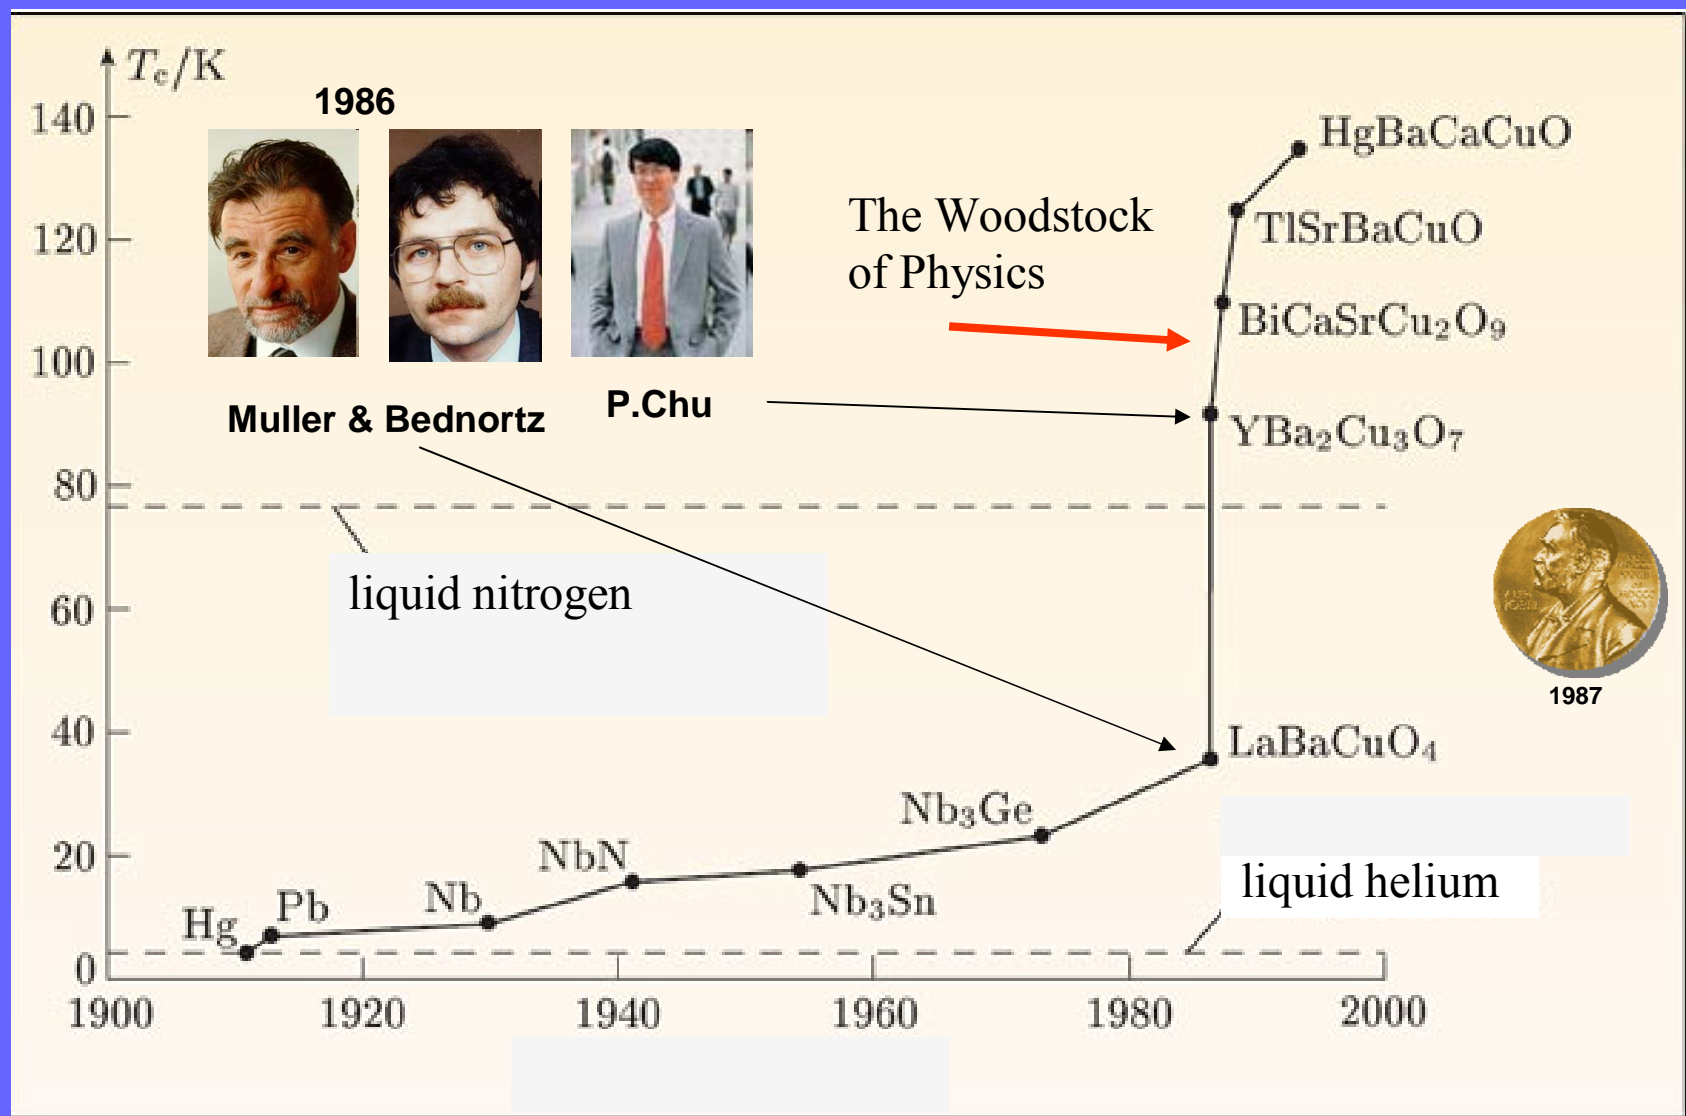 T_c/K
1986
140
HgBaCaCuO
The Woodstock
of Physics
120
TlSrBaCuO
BiCaSrCu₂O₉
100
Muller & Bednortz
P.Chu
YBa₂Cu₃O₇
80
liquid nitrogen
60
1987
40
LaBaCuO₄
Nb₃Ge
20
NbN
liquid helium
Nb₃Sn
Nb
Pb
Hg
0
1900 1920 1940 1960 1980 2000